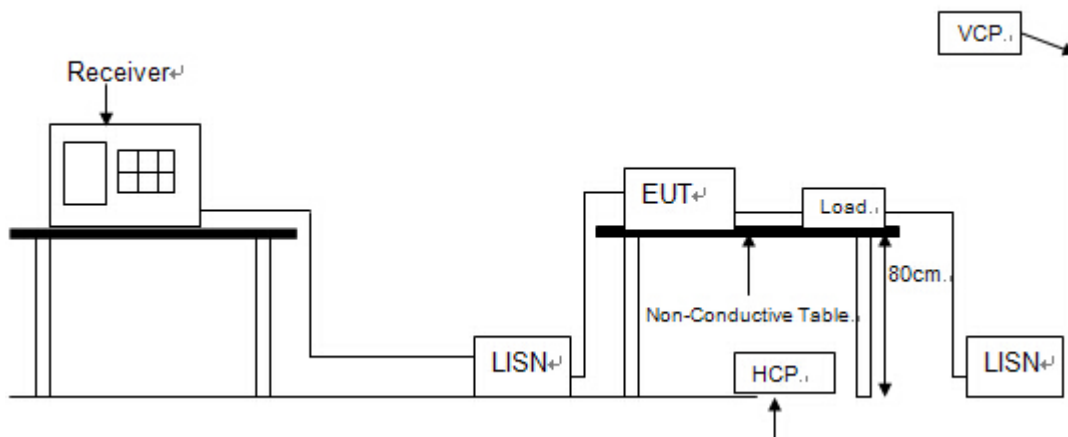 VCP.
Receiver
EUT
Load.
80cm.
Non-Conductive Table.
LISN
HCP.
LISN